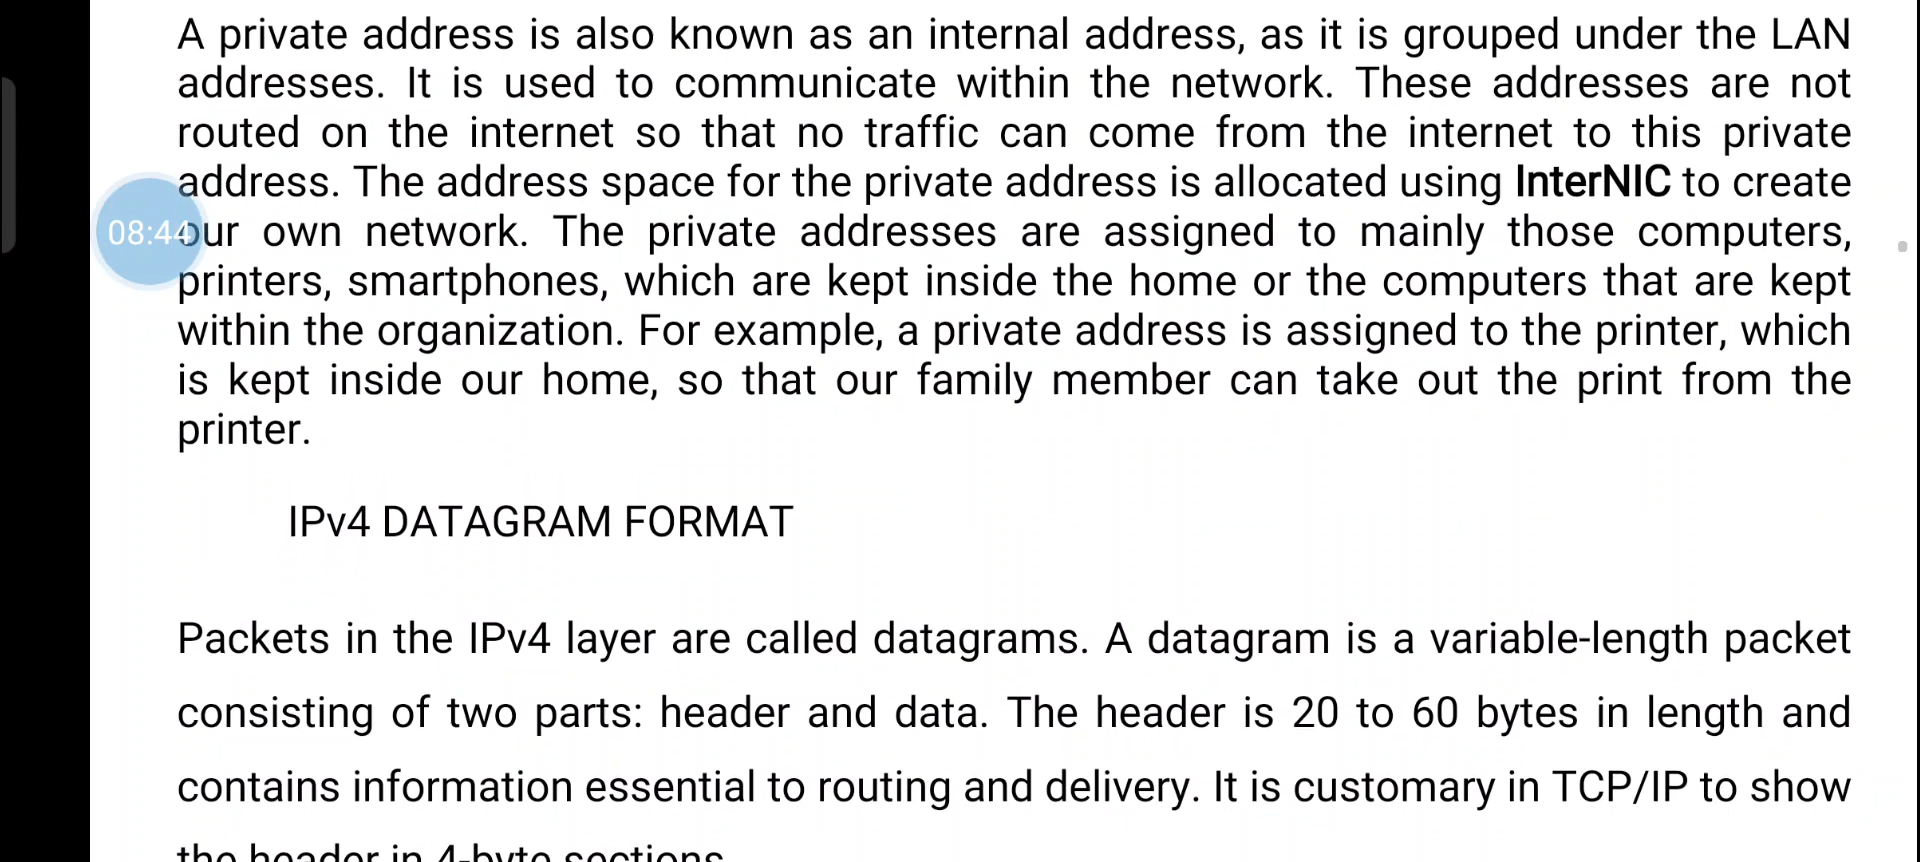 A private address is also known as an internal address, as it is grouped under the LAN
addresses. It is used to communicate within the network. These addresses are not
routed on the internet so that no traffic can come from the internet to this private
address. The address space for the private address is allocated using InterNIC to create
08:44
our own network. The private addresses are assigned to mainly those computers,
printers, smartphones, which are kept inside the home or the computers that are kept
within the organization. For example, a private address is assigned to the printer, which
is kept inside our home, so that our family member can take out the print from the
printer.
IPv4 DATAGRAM FORMAT
Packets in the IPv4 layer are called datagrams. A datagram is a variable-length packet
consisting of two parts: header and data. The header is 20 to 60 bytes in length and
contains information essential to routing and delivery. It is customary in TCP/IP to show
the header in 4-byte sections.